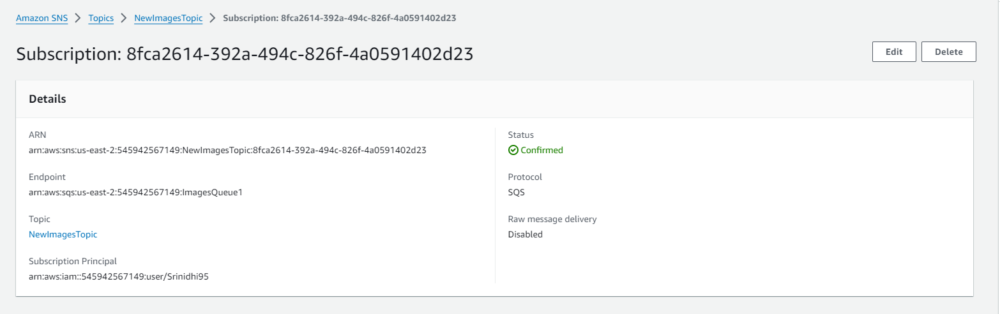 Amazon SNS > Topics > NewImagesTopic > Subscription: 8fca2614-392a-494c-826f-4a0591402d23
Subscription: 8fca2614-392a-494c-826f-4a0591402d23
Edit
Delete
Details
ARN
arn:aws:sns:us-east-2:545942567149:NewImagesTopic:8fca2614-392a-494c-826f-4a0591402d23
Endpoint
arn:aws:sqs:us-east-2:545942567149:ImagesQueue1
Topic
NewImagesTopic
Subscription Principal
arn:aws:iam::545942567149:user/Srinidhi95
Status
Confirmed
Protocol
SQS
Raw message delivery
Disabled